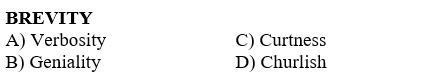 BREVITY
A) Verbosity C) Curtness
B) Geniality D) Churlish